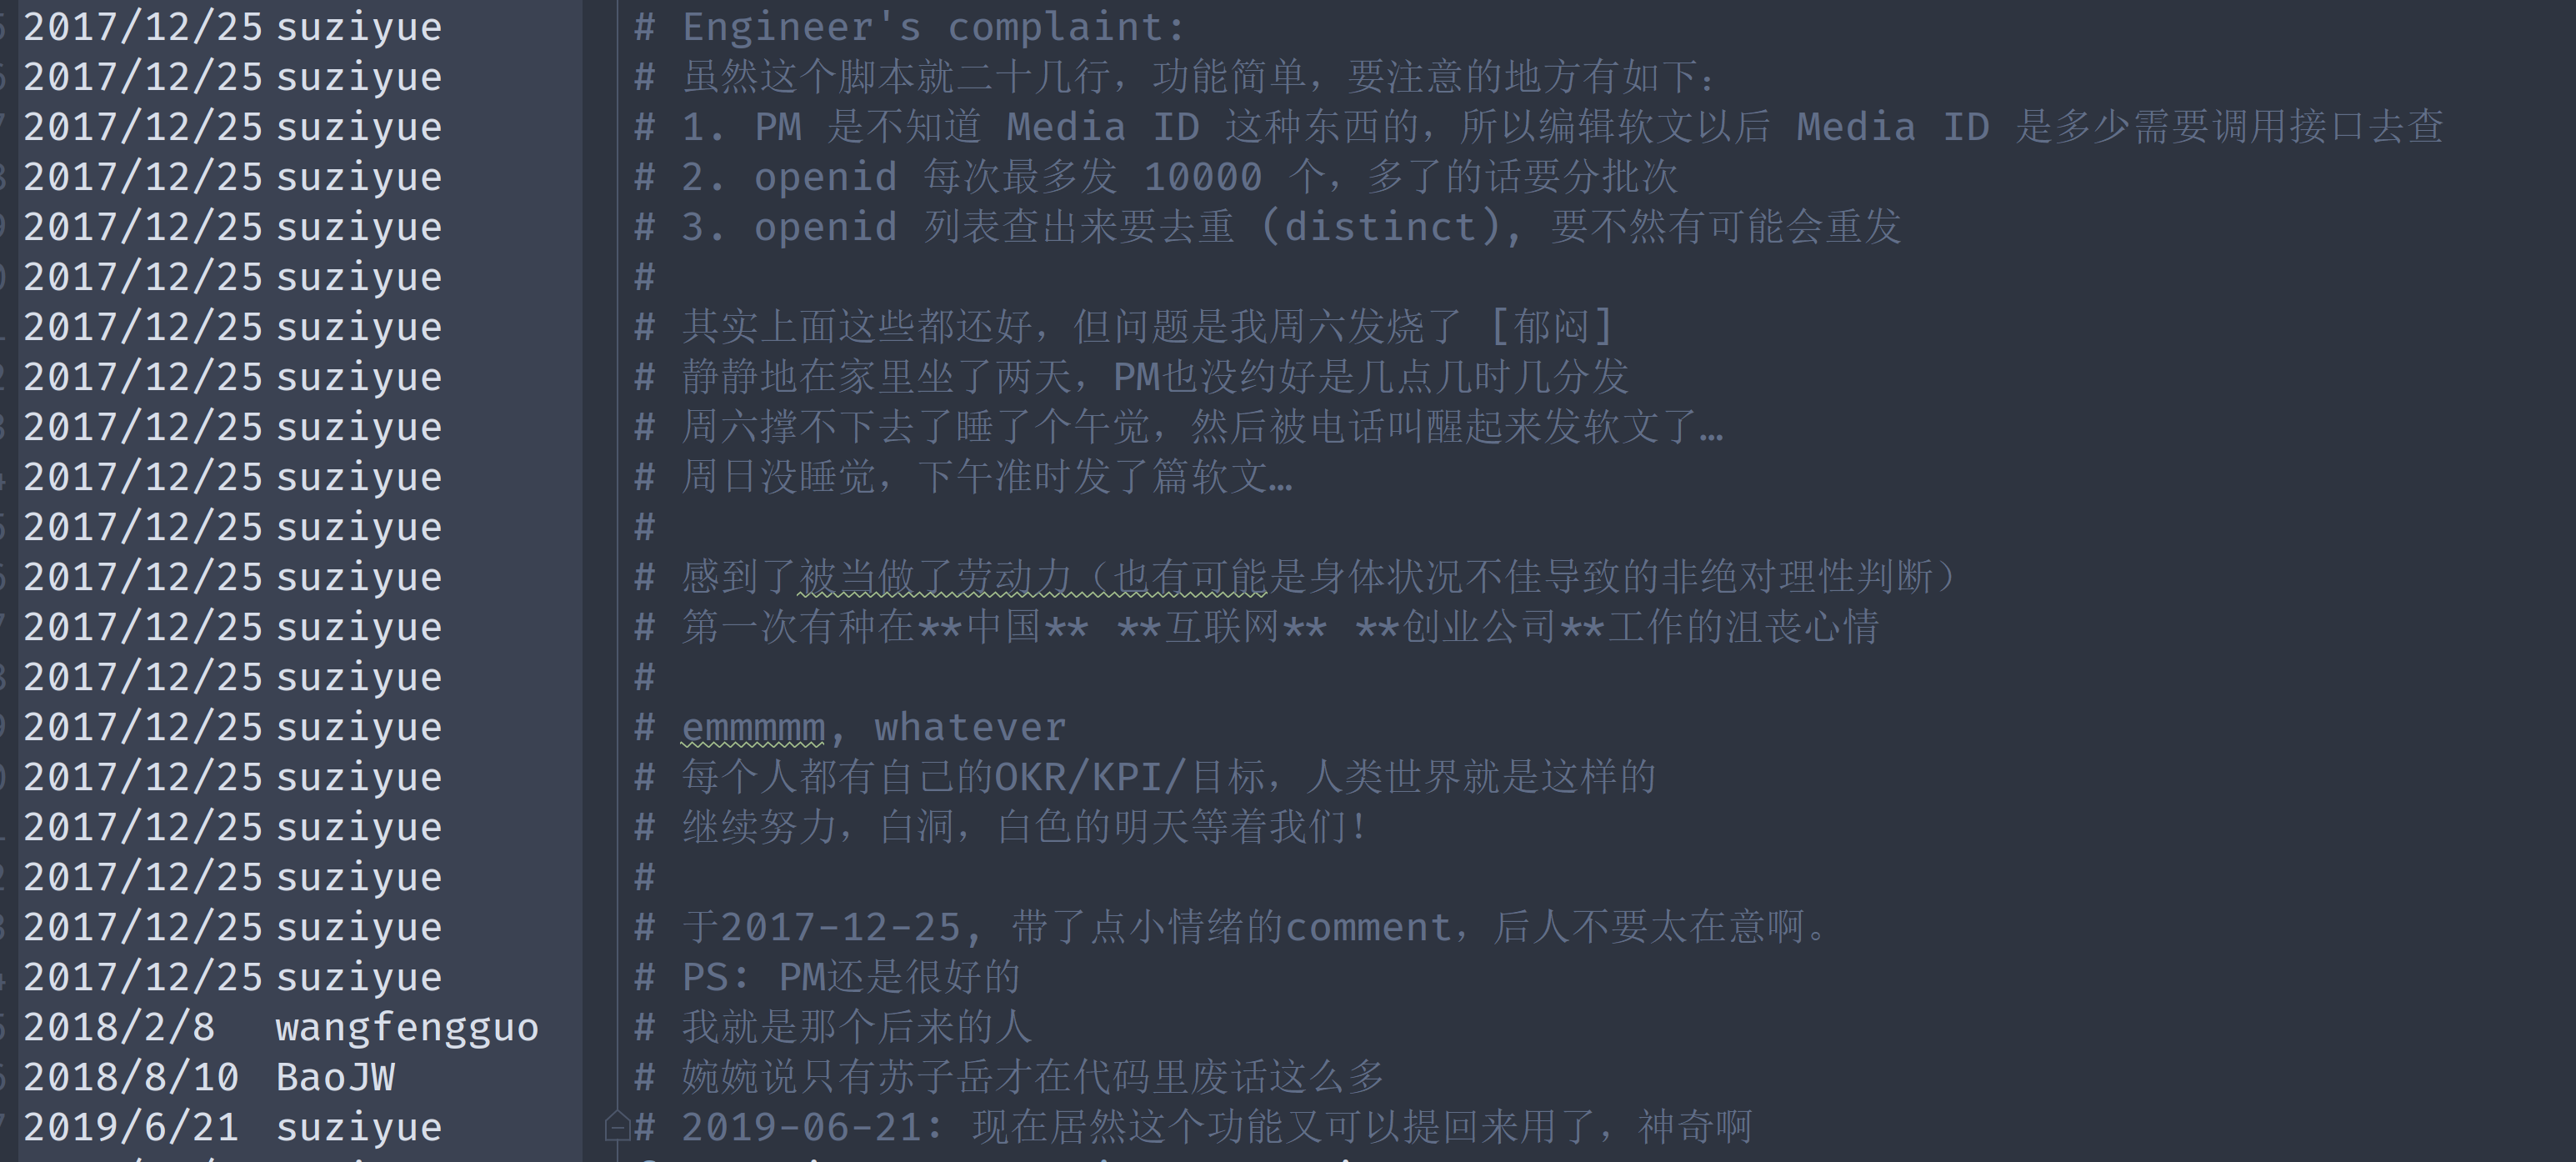 2017/12/25 suziyue # Engineer's complaint:
2017/12/25 suziyue # 虽然这个脚本就二十几行，功能简单，要注意的地方有如下：
2017/12/25 suziyue # 1. PM 是不知道 Media ID 这种东西的，所以编辑软文以后 Media ID 是多少需要调用接口去查
2017/12/25 suziyue # 2. openid 每次最多发 10000 个，多了的话要分批次
2017/12/25 suziyue # 3. openid 列表查出来要去重 (distinct), 要不然有可能会重发
2017/12/25 suziyue #
2017/12/25 suziyue # 其实上面这些都还好，但问题是我周六发烧了 [郁闷]
2017/12/25 suziyue # 静静地在家里坐了两天，PM也没约好是几点几时几分发
2017/12/25 suziyue # 周六撑不下去了睡了个午觉，然后被电话叫醒起来发软文了…
2017/12/25 suziyue # 周日没睡觉，下午准时发了篇软文…
2017/12/25 suziyue #
2017/12/25 suziyue # 感到了被当做了劳动力（也有可能是身体状况不佳导致的非绝对理性判断）
2017/12/25 suziyue # 第一次有种在**中国** **互联网** **创业公司**工作的沮丧心情
2017/12/25 suziyue #
2017/12/25 suziyue # emmmmm, whatever
2017/12/25 suziyue # 每个人都有自己的OKR/KPI/目标，人类世界就是这样的
2017/12/25 suziyue # 继续努力，白洞，白色的明天等着我们！
2017/12/25 suziyue #
2017/12/25 suziyue # 于2017-12-25, 带了点小情绪的comment，后人不要太在意啊。
2017/12/25 suziyue # PS: PM还是很好的
2018/2/8 wangfengguo # 我就是那个后来的人
2018/8/10 BaoJW # 婉婉说只有苏子岳才在代码里废话这么多
2019/6/21 suziyue # 2019-06-21: 现在居然这个功能又可以提回来用了，神奇啊